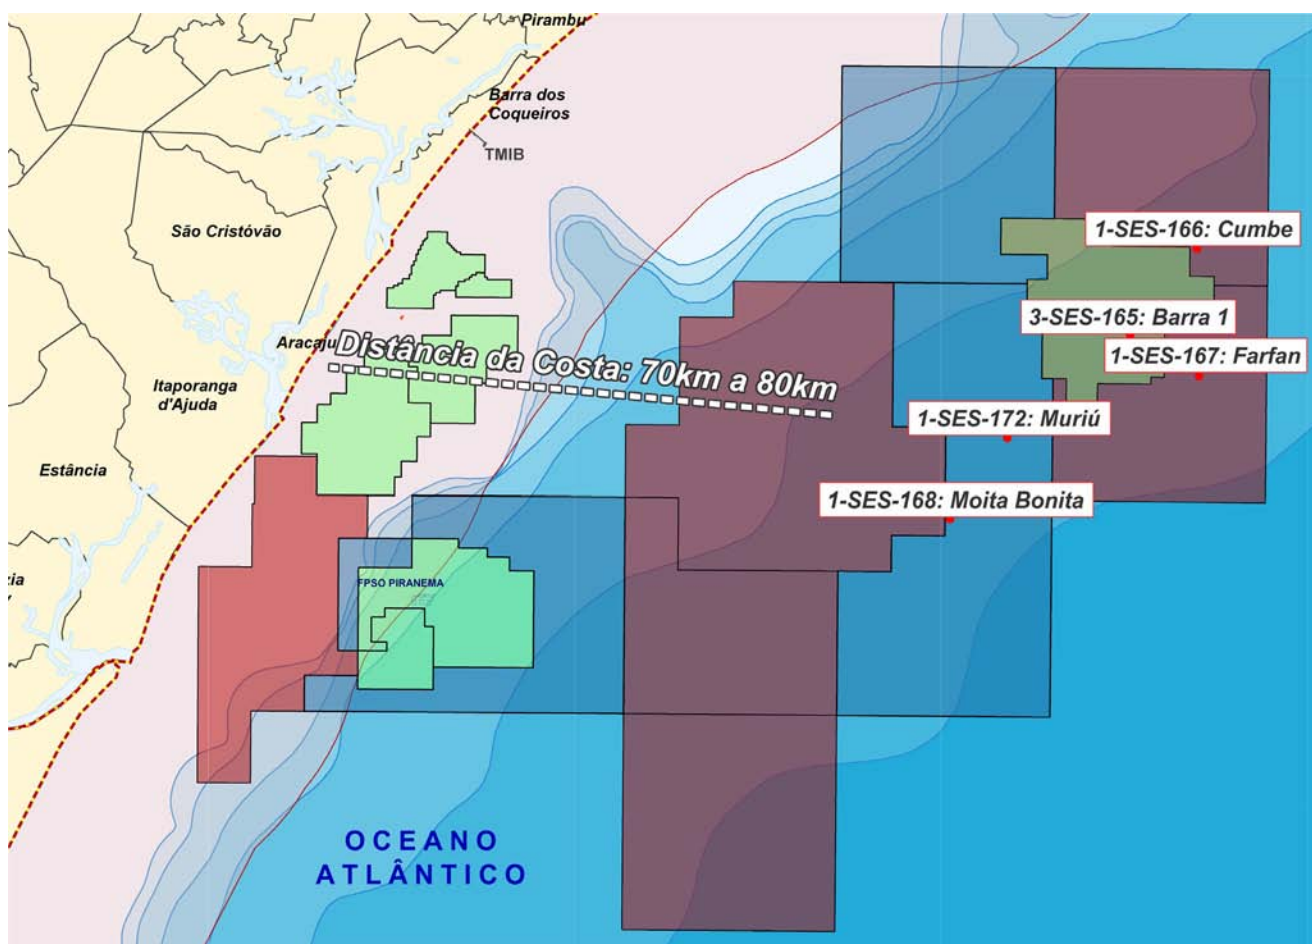 Pirambu
Barra dos
Coqueiros
TMIB
São Cristóvão
1-SES-166: Cumbe
3-SES-165: Barra 1
Aracaju
Distância da Costa: 70km a 80km
1-SES-167: Farfan
Itaporanga
d'Ajuda
1-SES-172: Muriú
Estância
1-SES-168: Moita Bonita
zia
FPSO PIRANEMA
OCEANO
ATLÂNTICO